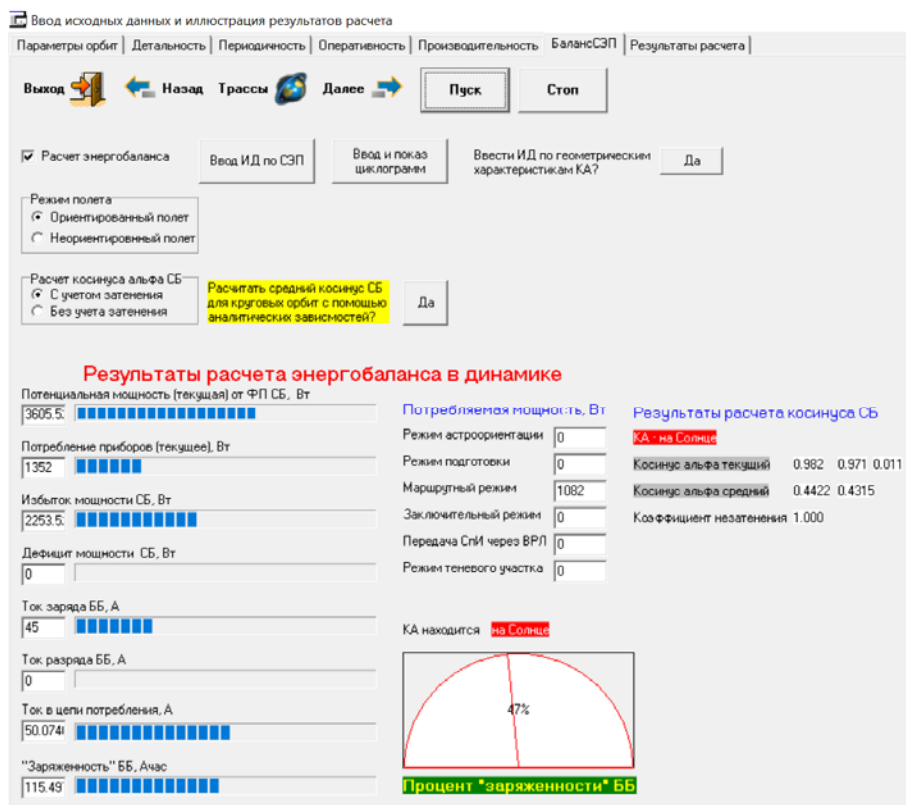 Ввод исходных данных и иллюстрация результатов расчета
Параметры орбит Детальность Периодичность Оперативность Производительность БалансСЭП Результаты расчета
Выход Назад Трассы Далее Пуск Стоп
Расчет энергобаланса
Ввод ИД по СЭП
Ввод и показ
циклограмм
Ввести ИД по геометрическим
характеристикам КА?
Да
Режим полета
Ориентированный полет
Неориентировнный полет
Расчет косинуса альфа СБ
С учетом затенения
Без учета затенения
Расчитать средний косинус СБ
для круговых орбит с помощью
аналитических зависмостей?
Да
Результаты расчета энергобаланса в динамике
Потенциальная мощность (текущая) от ФП СБ, Вт
3605.5
Потребление приборов (текущее), Вт
1352
Избыток мощности СБ, Вт
2253.5
Дефицит мощности СБ, Вт
0
Ток заряда ББ, А
45
Ток разряда ББ, А
0
Ток в цепи потребления, А
50.074
"Заряженность" ББ, Ачас
115.49
Потребляемая мощность, Вт
Режим астроориентации 0
Режим подготовки 0
Маршрутный режим 1082
Заключительный режим 0
Передача СпИ через ВРЛ 0
Режим теневого участка 0
Результаты расчета косинуса СБ
КА - на Солнце
Косинус альфа текущий 0.982 0.971 0.011
Косинус альфа средний 0.4422 0.4315
Коэффициент незатенения 1.000
КА находится на Солнце
47%
Процент "заряженности" ББ